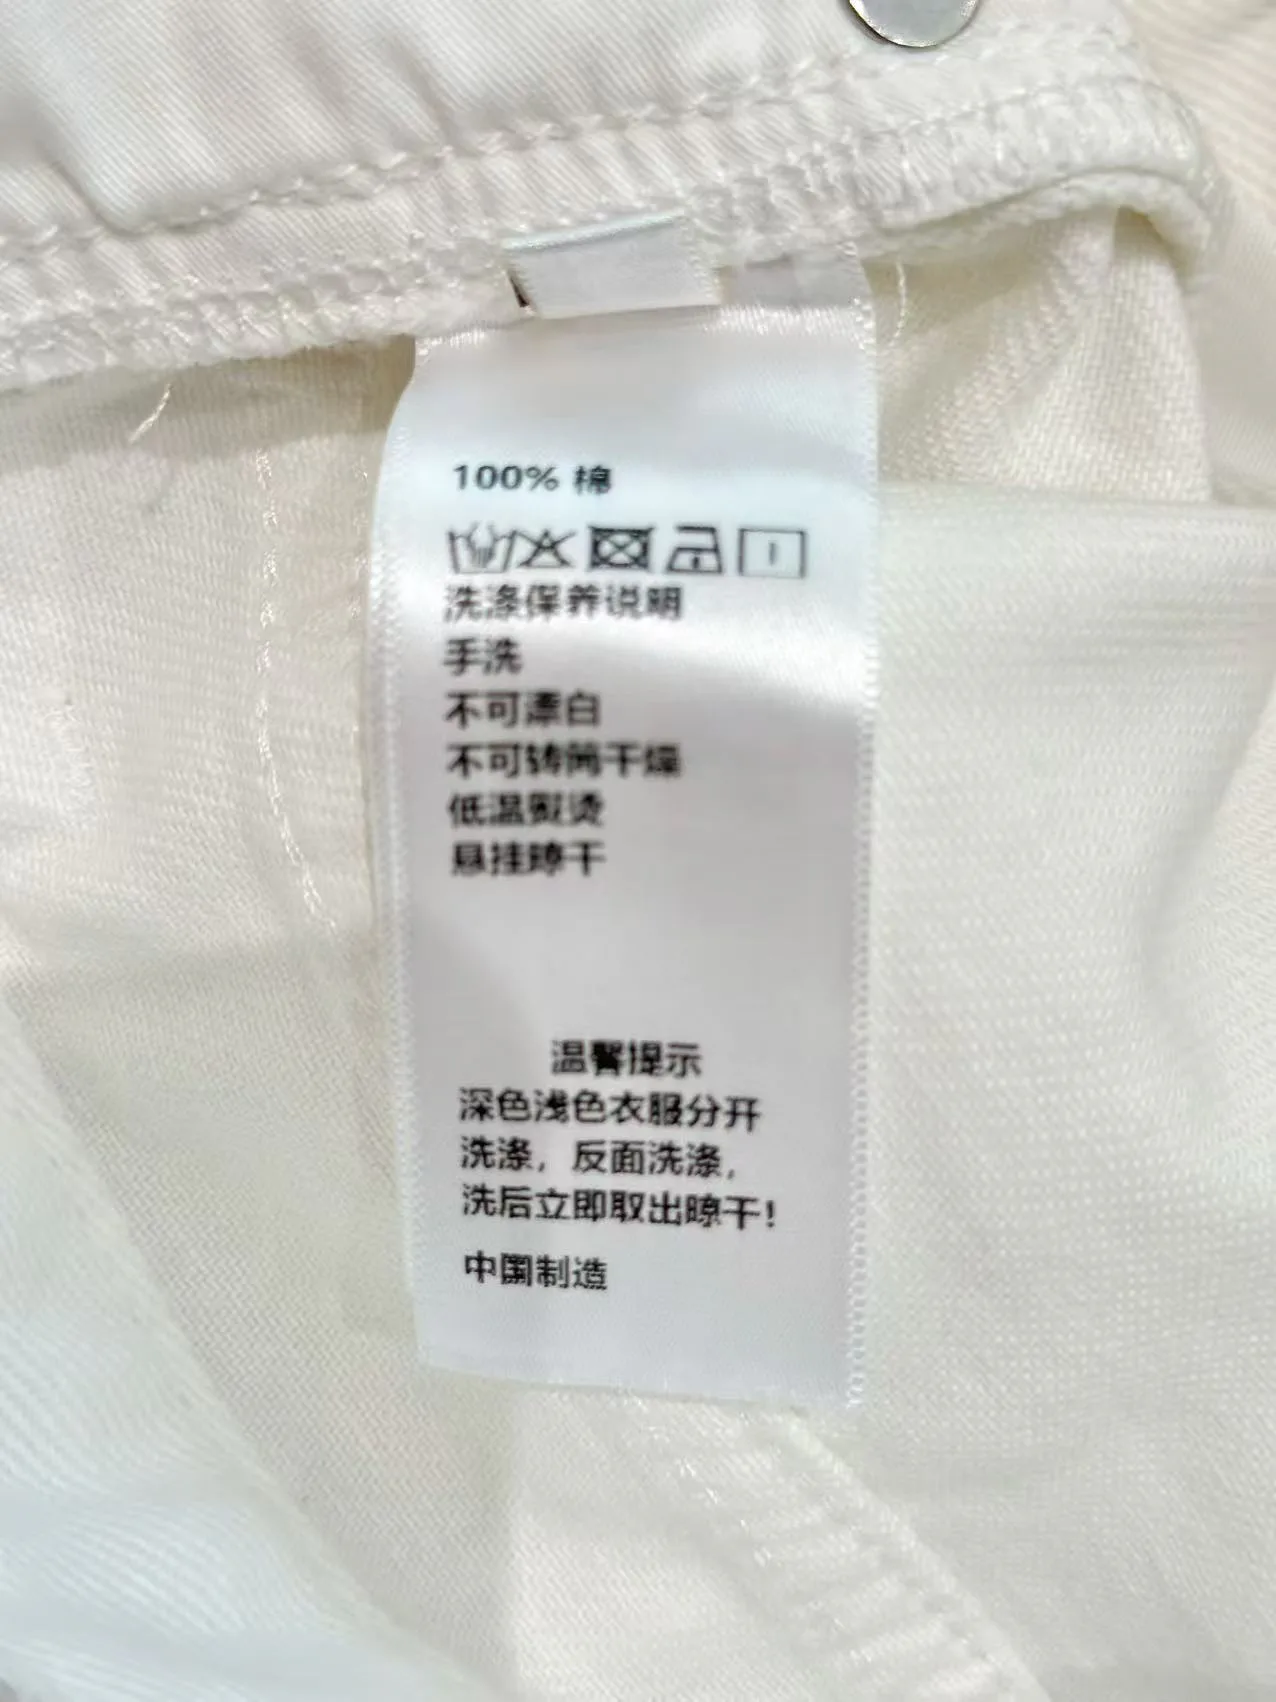 100% 棉
洗涤保养说明
手洗
不可漂白
不可转筒干燥
低温熨烫
悬挂晾干
温馨提示
深色浅色衣服分开
洗涤，反面洗涤，
洗后立即取出晾干！
中国制造